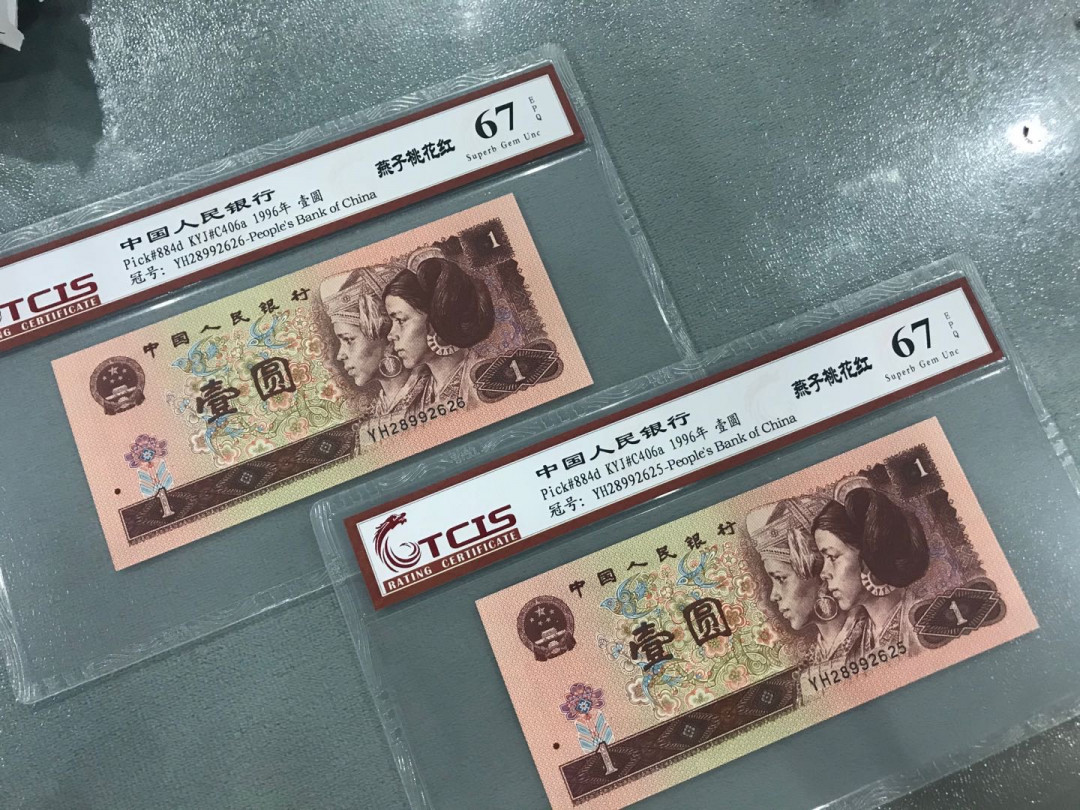 中国人民银行
Pick#884d KYJ#C406a 1996年 壹圆
冠号: YH28992626-People's Bank of China
燕子桃花红
67
EPQ
Superb Gem Unc
TCIS
RATING CERTIFICATE
中国人民银行
壹圆
1
1
1
YH28992626
中国人民银行
Pick#884d KYJ#C406a 1996年 壹圆
冠号: YH28992625-People's Bank of China
燕子桃花红
67
EPQ
Superb Gem Unc
TCIS
RATING CERTIFICATE
中国人民银行
壹圆
1
1
1
YH28992625